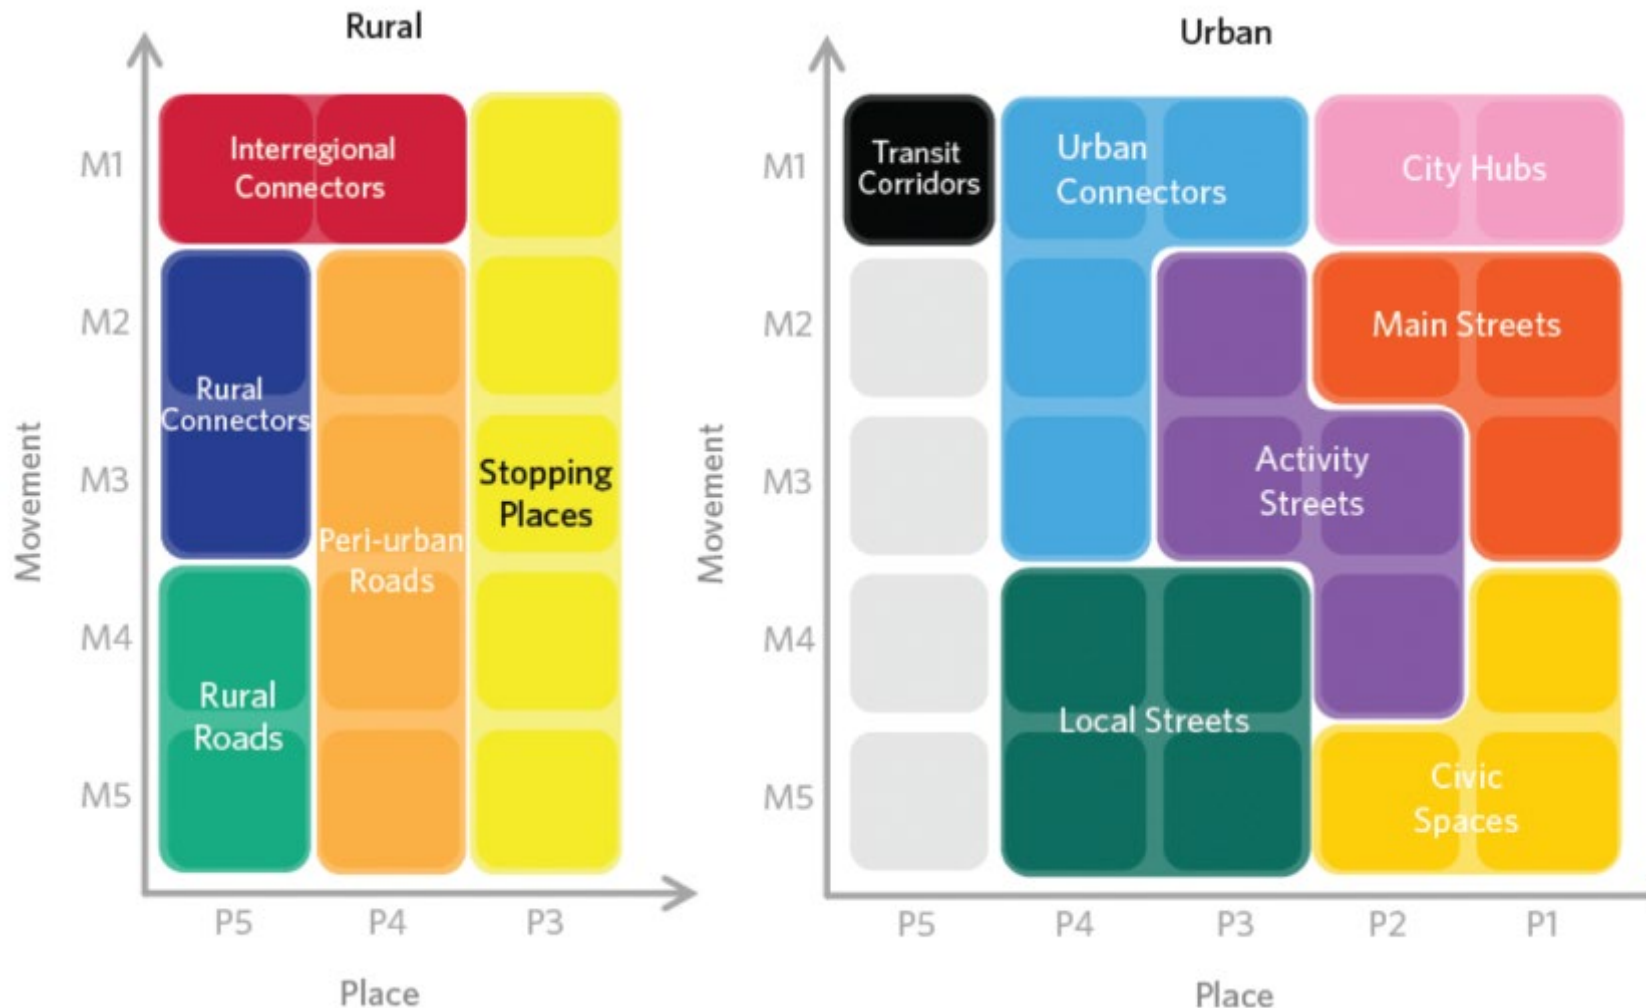 Rural
Interregional
Connectors
Rural
Connectors
Peri-urban
Roads
Stopping
Places
Rural
Roads
M1
M2
M3
M4
M5
Movement
P5
P4
P3
Place
Urban
Transit
Corridors
Urban
Connectors
City Hubs
Main Streets
Activity
Streets
Local Streets
Civic
Spaces
M1
M2
M3
M4
M5
Movement
P5
P4
P3
P2
P1
Place